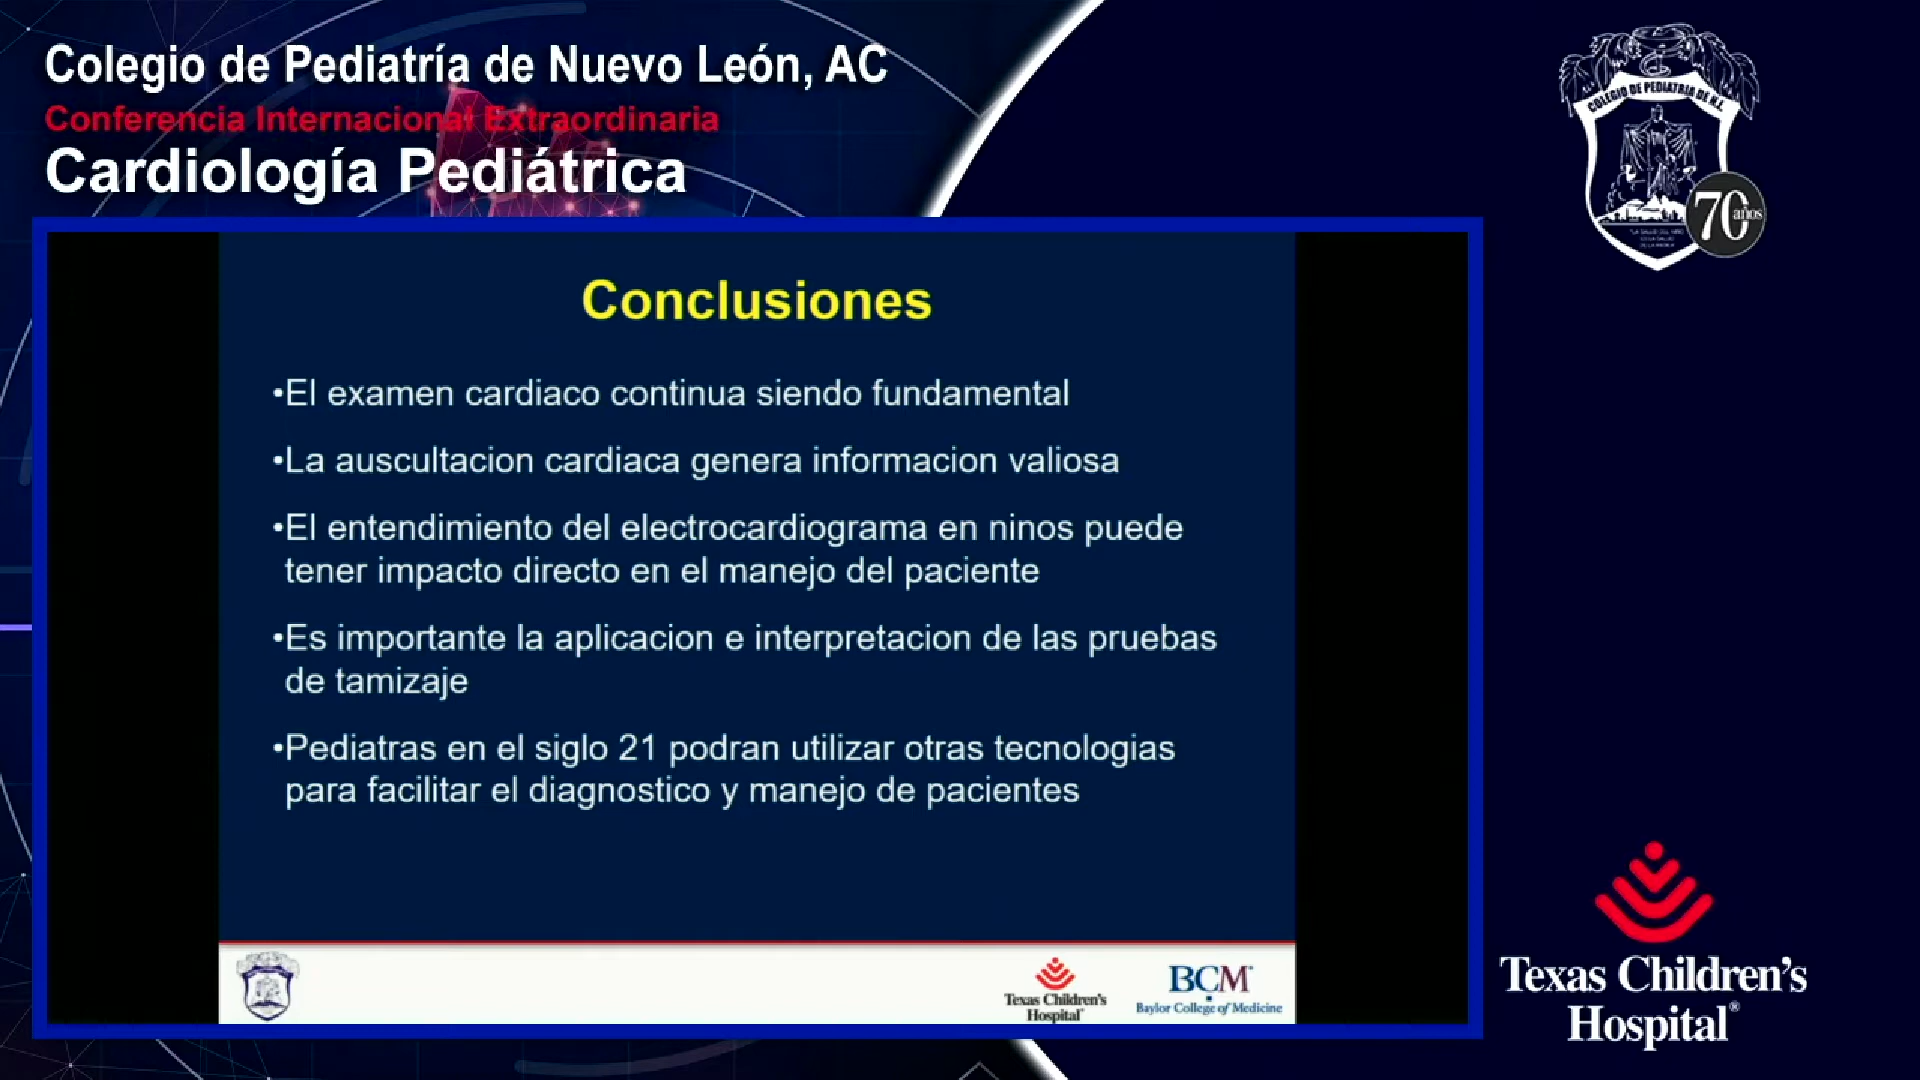 Colegio de Pediatría de Nuevo León, AC
Conferencia Internacional Extraordinaria
Cardiología Pediátrica
COLEGIO DE PEDIATRIA DE N.L.
70 años
Conclusiones
•El examen cardiaco continua siendo fundamental
•La auscultacion cardiaca genera informacion valiosa
•El entendimiento del electrocardiograma en ninos puede
tener impacto directo en el manejo del paciente
•Es importante la aplicacion e interpretacion de las pruebas
de tamizaje
•Pediatras en el siglo 21 podran utilizar otras tecnologias
para facilitar el diagnostico y manejo de pacientes
Texas Children's
Hospital
BCM
Baylor College of Medicine
Texas Children's
Hospital®